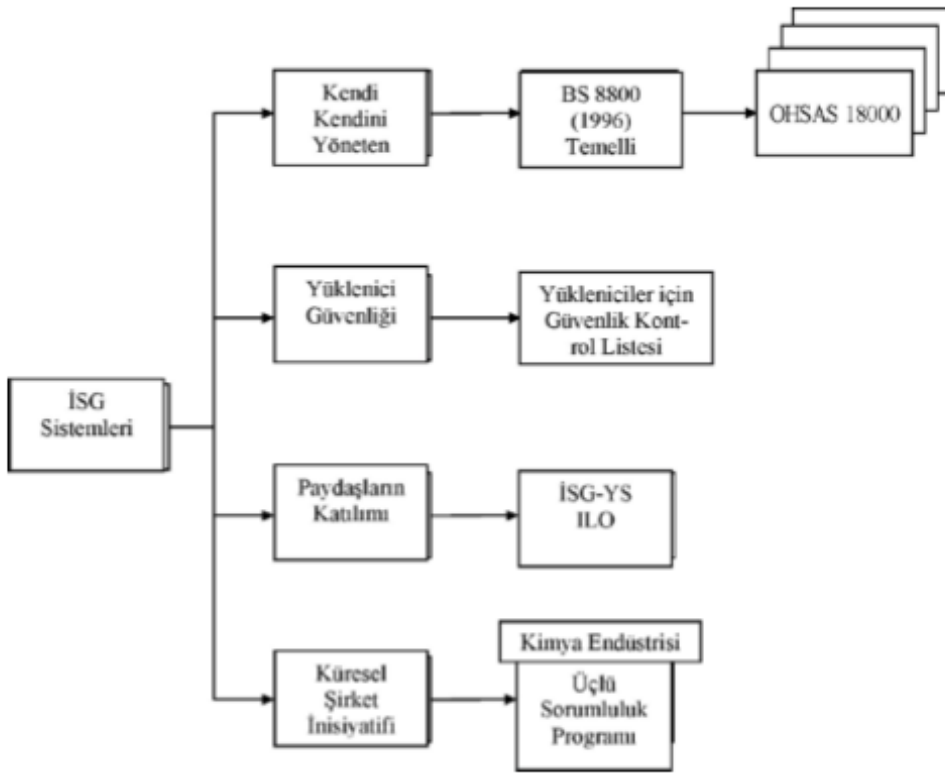 Kendi
Kendini
Yöneten
BS 8800
(1996)
Temelli
OHSAS 18000
Yüklenici
Güvenliği
Yükleniciler için
Güvenlik Kont-
rol Listesi
İSG
Sistemleri
Paydaşların
Katılımı
İSG-YS
ILO
Küresel
Şirket
İnisiyatifi
Kimya Endüstrisi
Üçlü
Sorumluluk
Programı